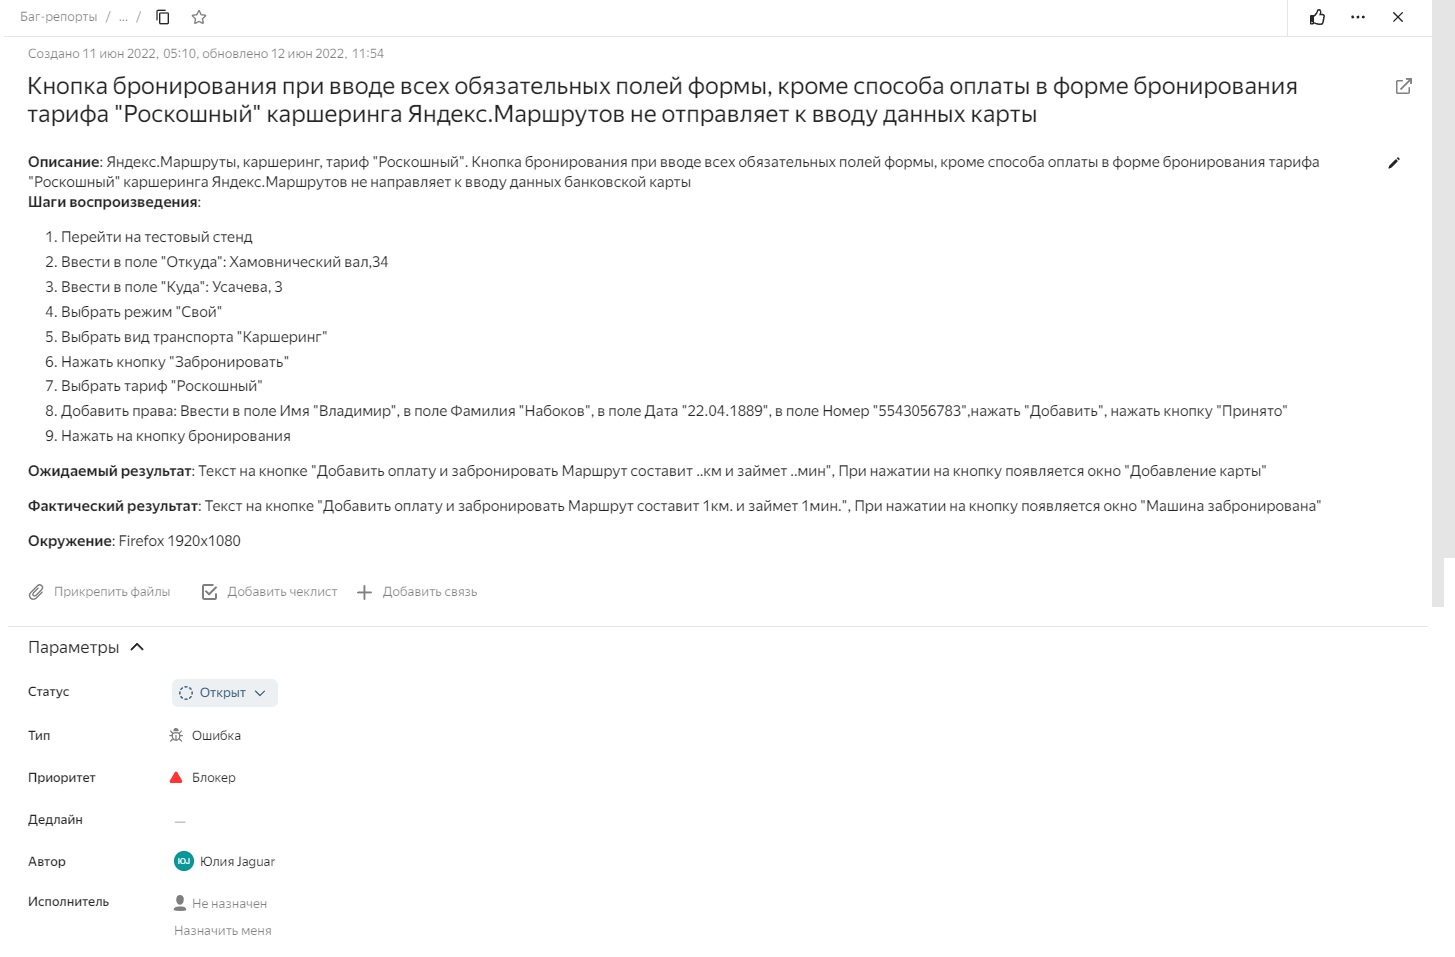 Баг-репорты / ... /
Создано 11 июн 2022, 05:10, обновлено 12 июн 2022, 11:54
Кнопка бронирования при вводе всех обязательных полей формы, кроме способа оплаты в форме бронирования
тарифа "Роскошный" каршеринга Яндекс.Маршрутов не отправляет к вводу данных карты
Описание: Яндекс.Маршруты, каршеринг, тариф "Роскошный". Кнопка бронирования при вводе всех обязательных полей формы, кроме способа оплаты в форме бронирования тарифа
"Роскошный" каршеринга Яндекс.Маршрутов не направляет к вводу данных банковской карты
Шаги воспроизведения:
1. Перейти на тестовый стенд
2. Ввести в поле "Откуда": Хамовнический вал,34
3. Ввести в поле "Куда": Усачева, 3
4. Выбрать режим "Свой"
5. Выбрать вид транспорта "Каршеринг"
6. Нажать кнопку "Забронировать"
7. Выбрать тариф "Роскошный"
8. Добавить права: Ввести в поле Имя "Владимир", в поле Фамилия "Набоков", в поле Дата "22.04.1889", в поле Номер "5543056783",нажать "Добавить", нажать кнопку "Принято"
9. Нажать на кнопку бронирования
Ожидаемый результат: Текст на кнопке "Добавить оплату и забронировать Маршрут составит ..км и займет ..мин", При нажатии на кнопку появляется окно "Добавление карты"
Фактический результат: Текст на кнопке "Добавить оплату и забронировать Маршрут составит 1км. и займет 1мин.", При нажатии на кнопку появляется окно "Машина забронирована"
Окружение: Firefox 1920x1080
Прикрепить файлы Добавить чеклист Добавить связь
Параметры
Статус Открыт
Тип Ошибка
Приоритет Блокер
Дедлайн —
Автор ЮJ Юлия Jaguar
Исполнитель Не назначен
Назначить меня